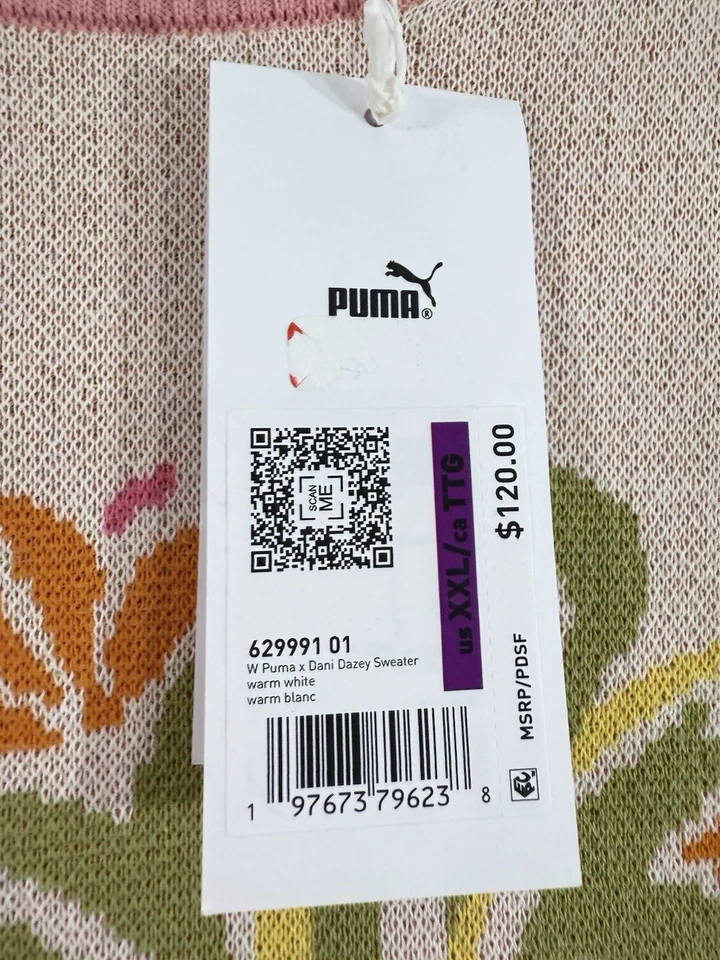 PUMA®
SCAN
ME
us XXL/ca TTG
$120.00
MSRP/PDSF
629991 01
W Puma x Dani Dazey Sweater
warm white
warm blanc
1 97673 79623 8